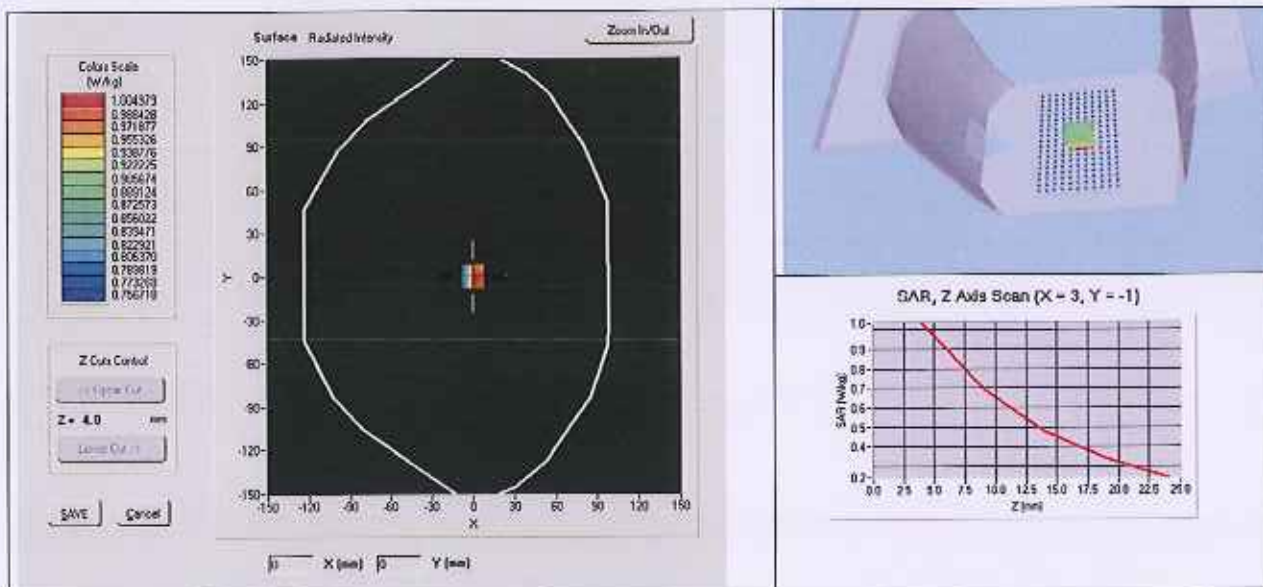 Zoom In/Out
Surface Radiated Intensity
Colors Scale
(W/kg)
1.004979
0.988428
0.971877
0.955326
0.938776
0.922225
0.905674
0.889124
0.872573
0.856022
0.839471
0.822921
0.806370
0.789819
0.773269
0.756718
Z Cuts Control
Z = 4.0 mm
SAVE Cancel
150-
120-
90-
60-
30-
Y 0-
-30-
-60-
-90-
-120-
-150-
-150 -120 -90 -60 -30 0 30 60 90 120 150
X
0 X (mm) 0 Y (mm)
SAR, Z Axis Scan (X = 3, Y = -1)
SAR (W/kg)
1.0-
0.9-
0.8-
0.7-
0.6-
0.5-
0.4-
0.2-
0.0 2.5 5.0 7.5 10.0 12.5 15.0 17.5 20.0 22.5 25.0
Z (mm)